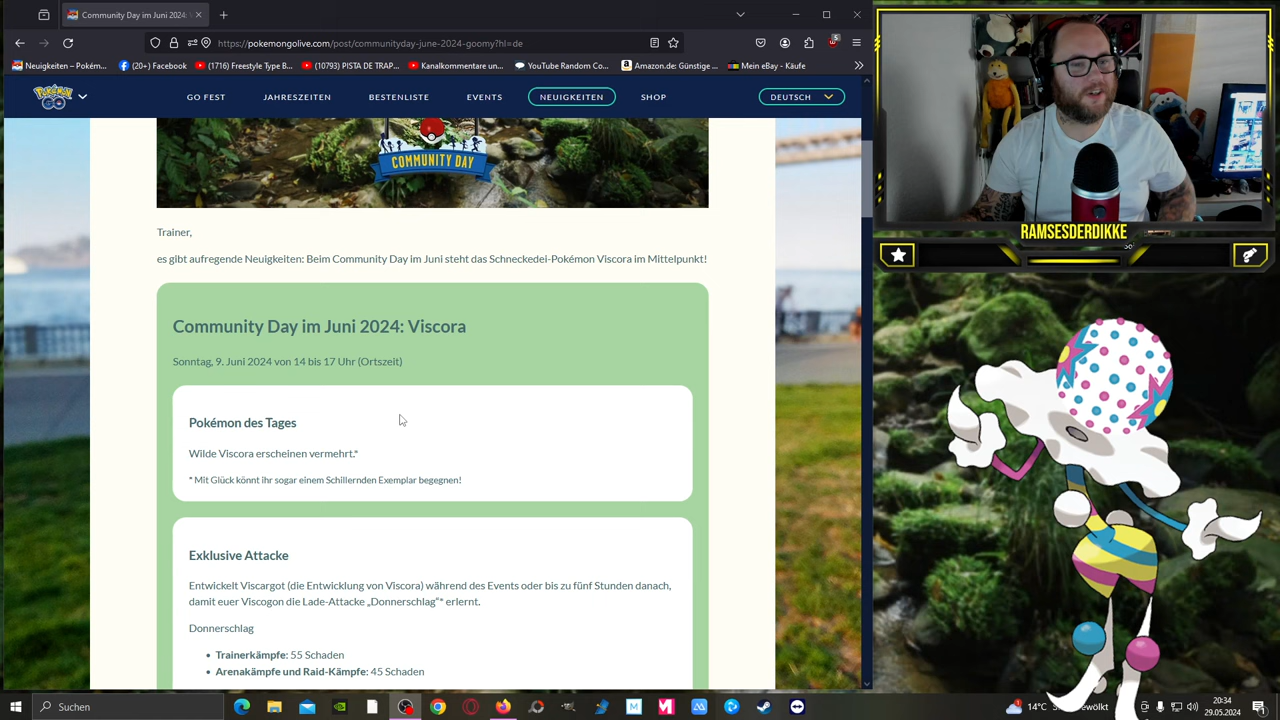 Pokémon GO Community Day im Juni 2024:
https://pokemongolive.com/post/communityday-june-2024-goomy?hl=de
5
Neuigkeiten – Pokém...
(20+) Facebook
(1716) Freestyle Type B...
(10793) PISTA DE TRAP...
Kanalkommentare un...
YouTube Random Co...
Amazon.de: Günstige ...
Mein eBay - Käufe
Pokémon GO
GO FEST
JAHRESZEITEN
BESTENLISTE
EVENTS
NEUIGKEITEN
SHOP
DEUTSCH
COMMUNITY DAY
Trainer,
es gibt aufregende Neuigkeiten: Beim Community Day im Juni steht das Schneckedei-Pokémon Viscora im Mittelpunkt!
Community Day im Juni 2024: Viscora
Sonntag, 9. Juni 2024 von 14 bis 17 Uhr (Ortszeit)
Pokémon des Tages
Wilde Viscora erscheinen vermehrt.*
* Mit Glück könnt ihr sogar einem Schillernden Exemplar begegnen!
Exklusive Attacke
Entwickelt Viscargot (die Entwicklung von Viscora) während des Events oder bis zu fünf Stunden danach,
damit euer Viscogon die Lade-Attacke „Donnerschlag“* erlernt.
Donnerschlag
• Trainerkämpfe: 55 Schaden
• Arenakämpfe und Raid-Kämpfe: 45 Schaden
RAMSESDERDIKKE
Suchen
14°C
20:34
29.05.2024